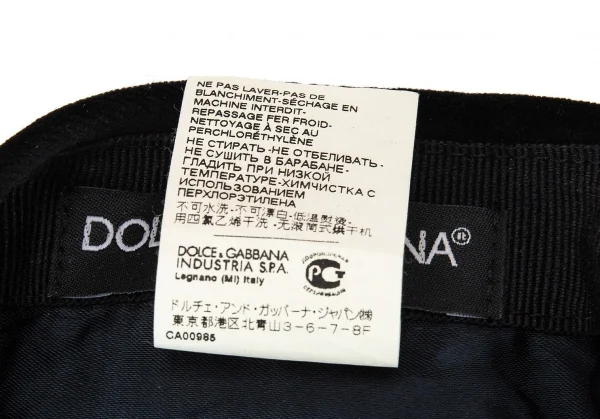 NE PAS LAVER-PAS DE
BLANCHIMENT-SÉCHAGE EN
MACHINE INTERDIT-
REPASSAGE FER FROID-
NETTOYAGE À SEC AU
PERCHLORÉTHYLÈNE
НЕ СТИРАТЬ-НЕ ОТБЕЛИВАТЬ-
НЕ СУШИТЬ В БАРАБАНЕ-
ГЛАДИТЬ ПРИ НИЗКОЙ
ТЕМПЕРАТУРЕ-ХИМЧИСТКА С
ИСПОЛЬЗОВАНИЕМ
ПЕРХЛОРЭТИЛЕНА
不可水洗-不可漂白-低温熨烫-
用四氯乙烯干洗-无滚筒式烘干机
DOL
NA®
DOLCE&GABBANA
INDUSTRIA S.P.A.
Legnano (MI) Italy
PG
ドルチェ・アンド・ガッバーナ・ジャパン㈱
東京都港区北青山3-6-7-8F
CA00985